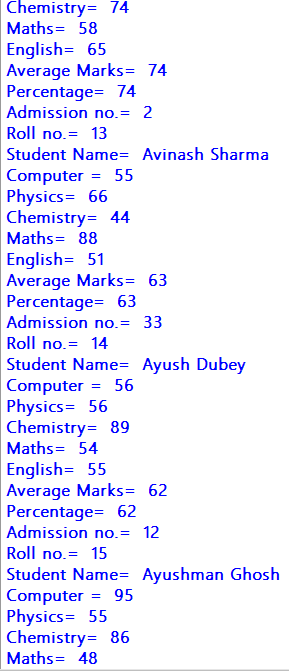 Chemistry=  74
Maths=  58
English=  65
Average Marks=  74
Percentage=  74
Admission no.=  2
Roll no.=  13
Student Name=  Avinash Sharma
Computer =  55
Physics=  66
Chemistry=  44
Maths=  88
English=  51
Average Marks=  63
Percentage=  63
Admission no.=  33
Roll no.=  14
Student Name=  Ayush Dubey
Computer =  56
Physics=  56
Chemistry=  89
Maths=  54
English=  55
Average Marks=  62
Percentage=  62
Admission no.=  12
Roll no.=  15
Student Name=  Ayushman Ghosh
Computer =  95
Physics=  55
Chemistry=  86
Maths=  48